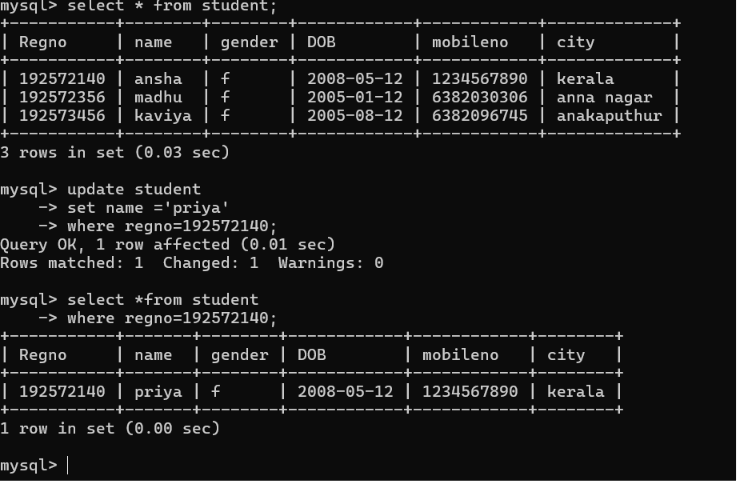 mysql> select * from student;
+-----------+--------+--------+------------+------------+-------------+
| Regno     | name   | gender | DOB        | mobileno   | city        |
+-----------+--------+--------+------------+------------+-------------+
| 192572140 | ansha  | f      | 2008-05-12 | 1234567890 | kerala      |
| 192572356 | madhu  | f      | 2005-01-12 | 6382030306 | anna nagar  |
| 192573456 | kaviya | f      | 2005-08-12 | 6382096745 | anakaputhur |
+-----------+--------+--------+------------+------------+-------------+
3 rows in set (0.03 sec)

mysql> update student
    -> set name ='priya'
    -> where regno=192572140;
Query OK, 1 row affected (0.01 sec)
Rows matched: 1  Changed: 1  Warnings: 0

mysql> select *from student
    -> where regno=192572140;
+-----------+-------+--------+------------+------------+--------+
| Regno     | name  | gender | DOB        | mobileno   | city   |
+-----------+-------+--------+------------+------------+--------+
| 192572140 | priya | f      | 2008-05-12 | 1234567890 | kerala |
+-----------+-------+--------+------------+------------+--------+
1 row in set (0.00 sec)

mysql>